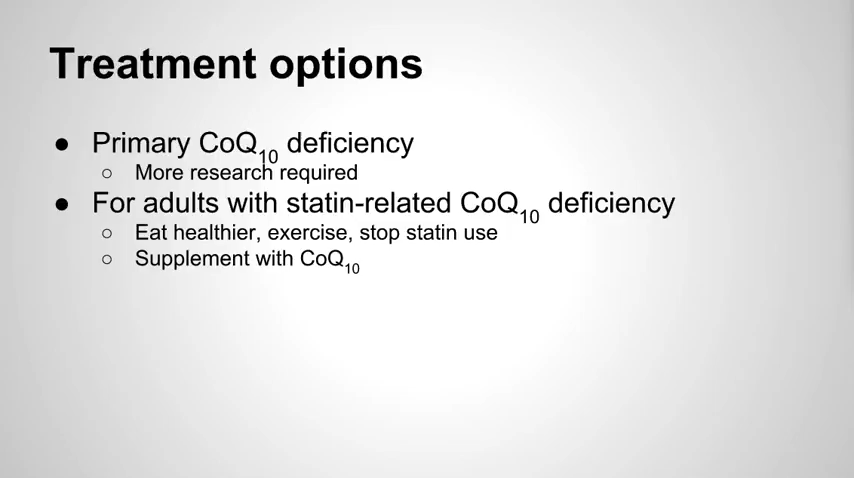 Treatment options
● Primary CoQ10 deficiency
○ More research required
● For adults with statin-related CoQ10 deficiency
○ Eat healthier, exercise, stop statin use
○ Supplement with CoQ10